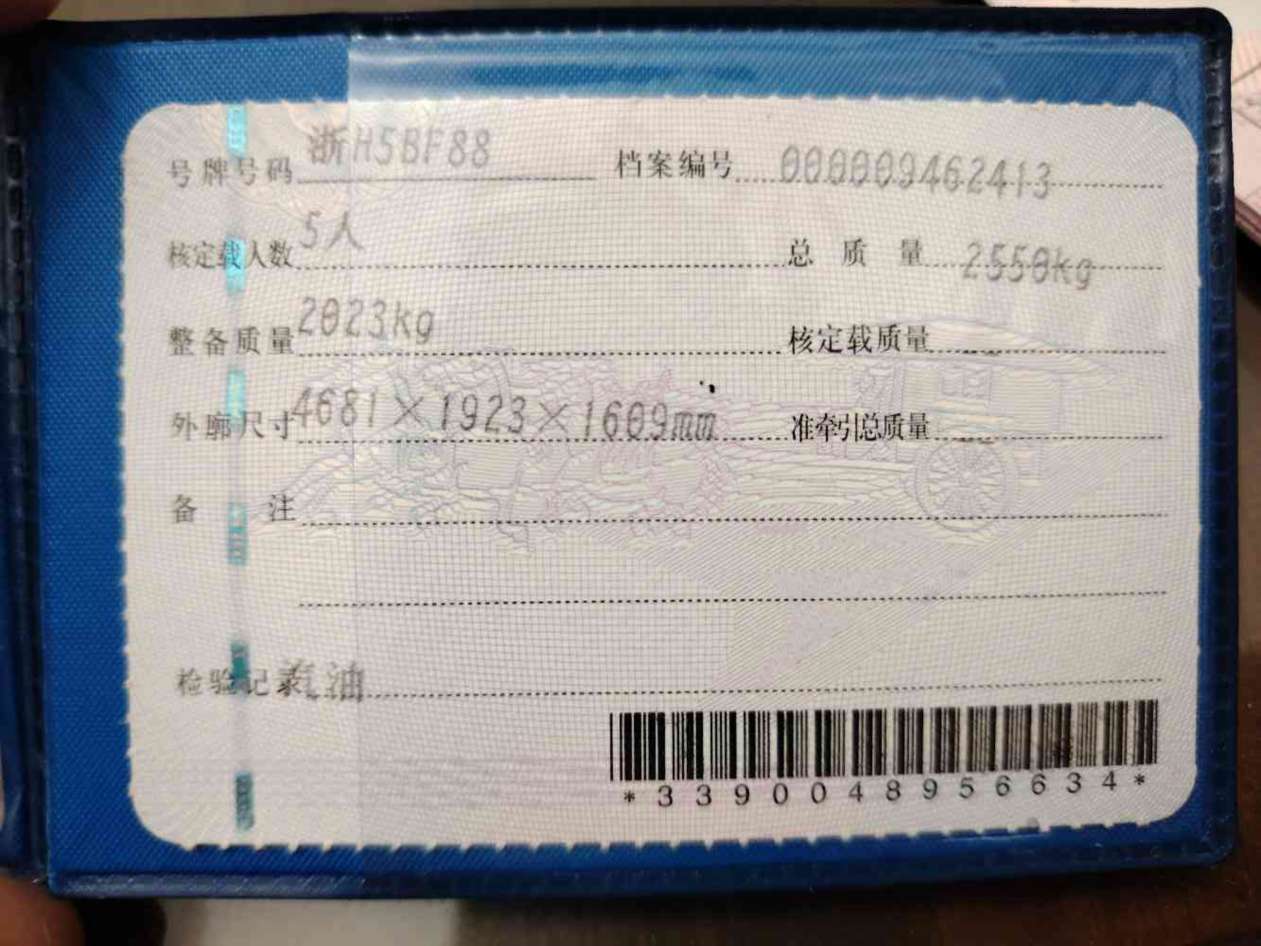 号牌号码 浙H5BF88 档案编号 000009462413
核定载人数 5人 总质量 2550kg
整备质量 2023kg 核定载质量 --
外廓尺寸 4681×1923×1609mm 准牵引总质量 --
备注
检验记录 汽油
*3390048956634*